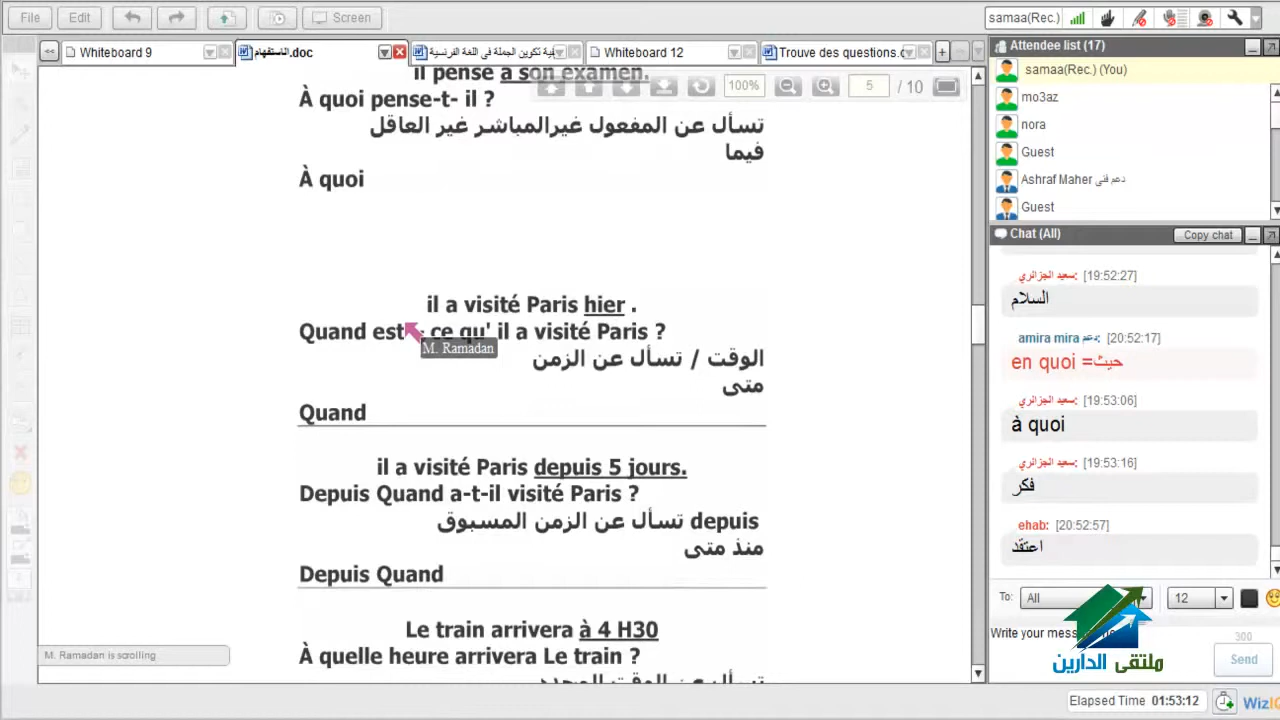 File
Edit
Screen
samaa(Rec.)
<<
Whiteboard 9
الاستفهام.doc
تكوين الجملة فى اللغة الفرنسية
Whiteboard 12
Trouve des questions.
il pense à son examen.
100%
5
/ 10
À quoi pense-t- il ?
تسأل عن المفعول غيرالمباشر غير العاقل
فيما
À quoi
il a visité Paris hier .
Quand est - ce qu' il a visité Paris ?
M. Ramadan
الوقت / تسأل عن الزمن
متى
Quand
il a visité Paris depuis 5 jours.
Depuis Quand a-t-il visité Paris ?
تسأل عن الزمن المسبوق depuis
منذ متى
Depuis Quand
Le train arrivera à 4 H30
À quelle heure arrivera Le train ?
تسأل عن الوقت المحدد
M. Ramadan is scrolling
Attendee list (17)
samaa(Rec.) (You)
mo3az
nora
Guest
Ashraf Maher دعم فنى
Guest
Chat (All)
Copy chat
سعيد الجزائري: [19:52:27]
السلام
amira mira دعم: [20:52:17]
en quoi =حيث
سعيد الجزائري: [19:53:06]
à quoi
سعيد الجزائري: [19:53:16]
فكر
ehab: [20:52:57]
اعتقد
To:
All
12
Write your mess
300
Send
ملتقى الدارين
Elapsed Time 01:53:12
WizI